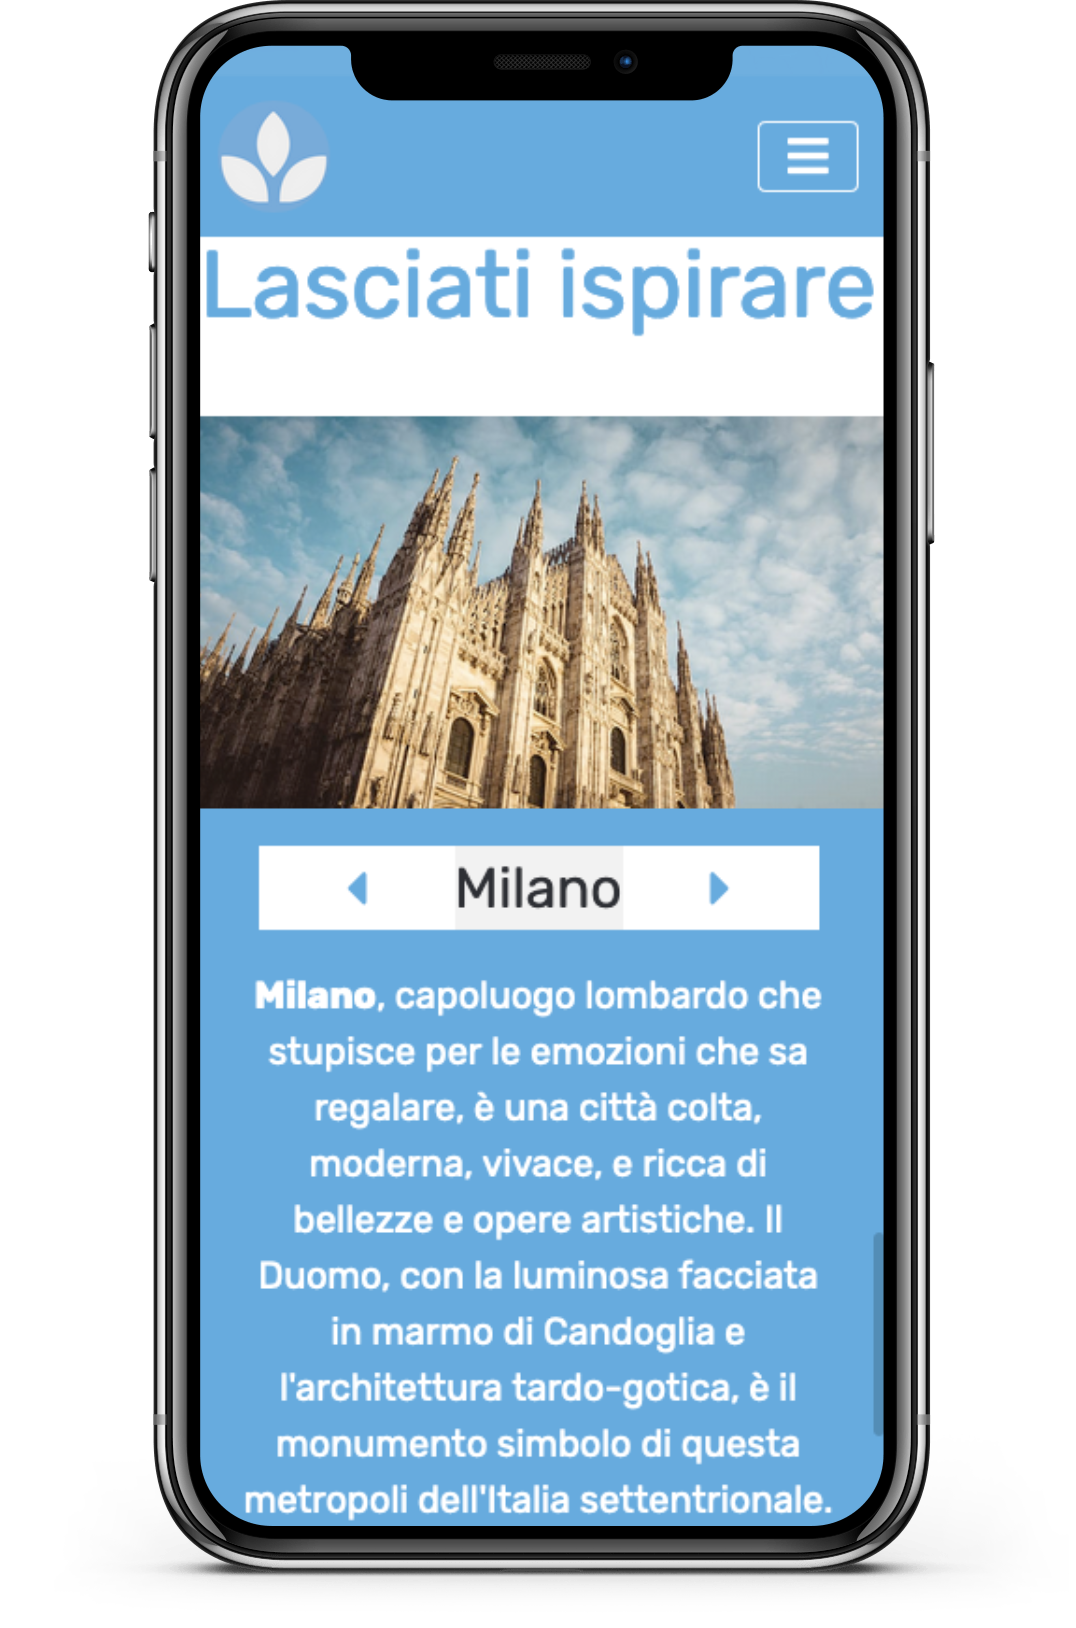 Lasciati ispirare
Milano
Milano, capoluogo lombardo che
stupisce per le emozioni che sa
regalare, è una città colta,
moderna, vivace, e ricca di
bellezze e opere artistiche. Il
Duomo, con la luminosa facciata
in marmo di Candoglia e
l'architettura tardo-gotica, è il
monumento simbolo di questa
metropoli dell'Italia settentrionale.